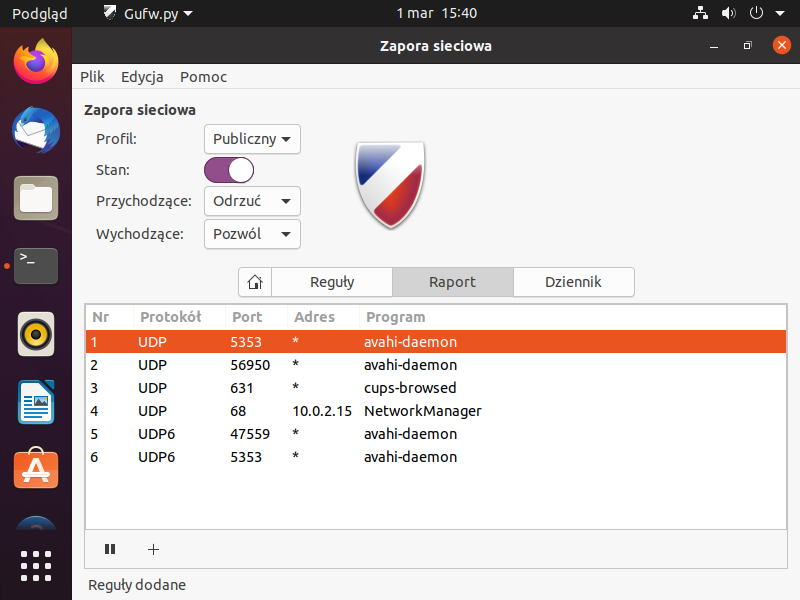 Podgląd Gufw.py 1 mar 15:40
Zapora sieciowa
Plik Edycja Pomoc
Zapora sieciowa
Profil: Publiczny
Stan:
Przychodzące: Odrzuć
Wychodzące: Pozwól
Reguły Raport Dziennik
Nr Protokół Port Adres Program
1 UDP 5353 * avahi-daemon
2 UDP 56950 * avahi-daemon
3 UDP 631 * cups-browsed
4 UDP 68 10.0.2.15 NetworkManager
5 UDP6 47559 * avahi-daemon
6 UDP6 5353 * avahi-daemon
Reguły dodane